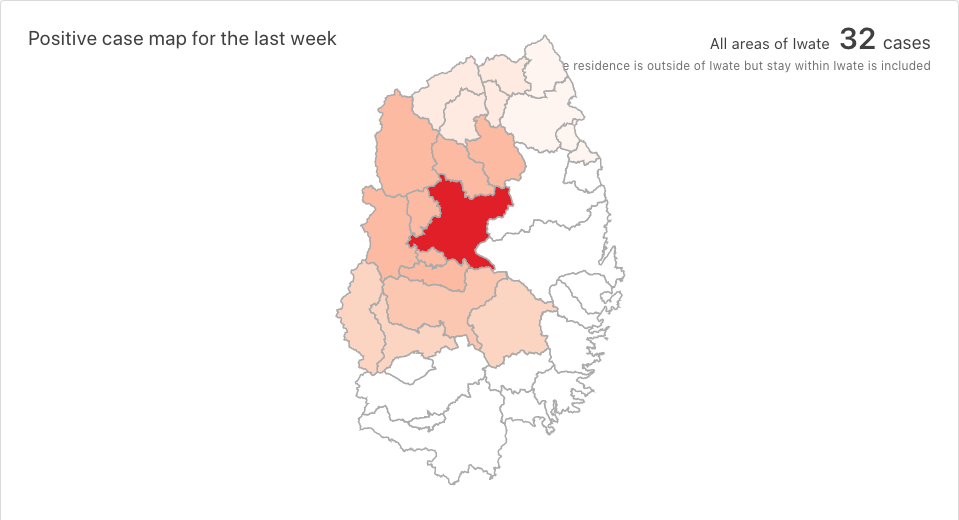 Positive case map for the last week
All areas of Iwate 32 cases
residence is outside of Iwate but stay within Iwate is included